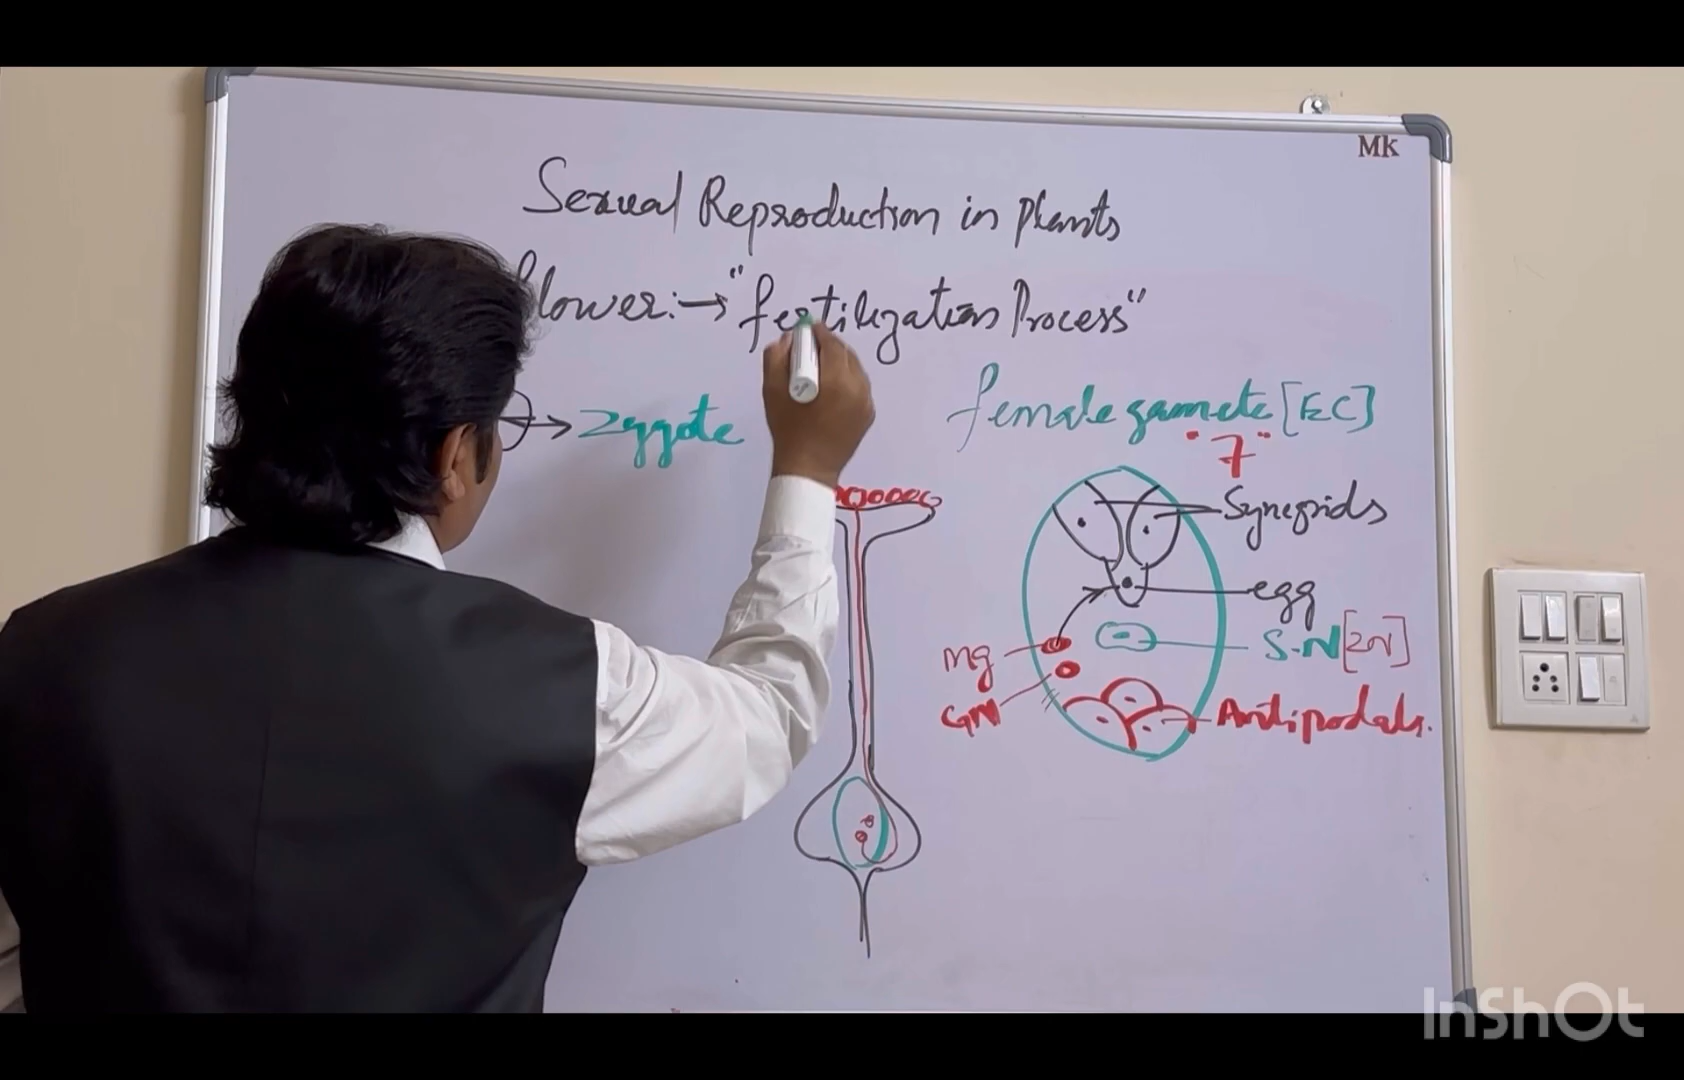 MK
Sexual Reproduction in Plants
flower:→ "Fertilization Process"
→ Zygote
female gamete [EC]
"7"
Synergids
egg
S.N [2N]
mg
GN
Antipodals.
InShOt